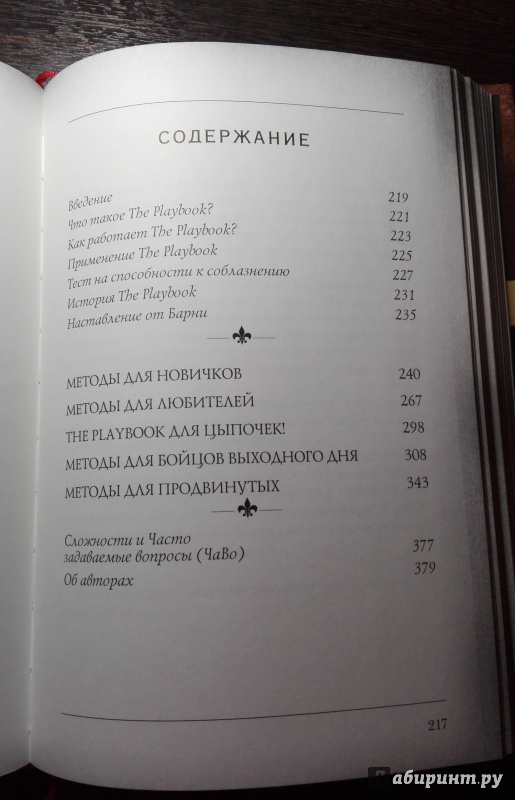 СОДЕРЖАНИЕ
Введение 219
Что такое The Playbook? 221
Как работает The Playbook? 223
Применение The Playbook 225
Тест на способности к соблазнению 227
История The Playbook 231
Наставление от Барни 235
МЕТОДЫ ДЛЯ НОВИЧКОВ 240
МЕТОДЫ ДЛЯ ЛЮБИТЕЛЕЙ 267
THE PLAYBOOK ДЛЯ ЦЫПОЧЕК! 298
МЕТОДЫ ДЛЯ БОЙЦОВ ВЫХОДНОГО ДНЯ 308
МЕТОДЫ ДЛЯ ПРОДВИНУТЫХ 343
Сложности и Часто
задаваемые вопросы (ЧаВо) 377
Об авторах 379
217
абиринт.ру